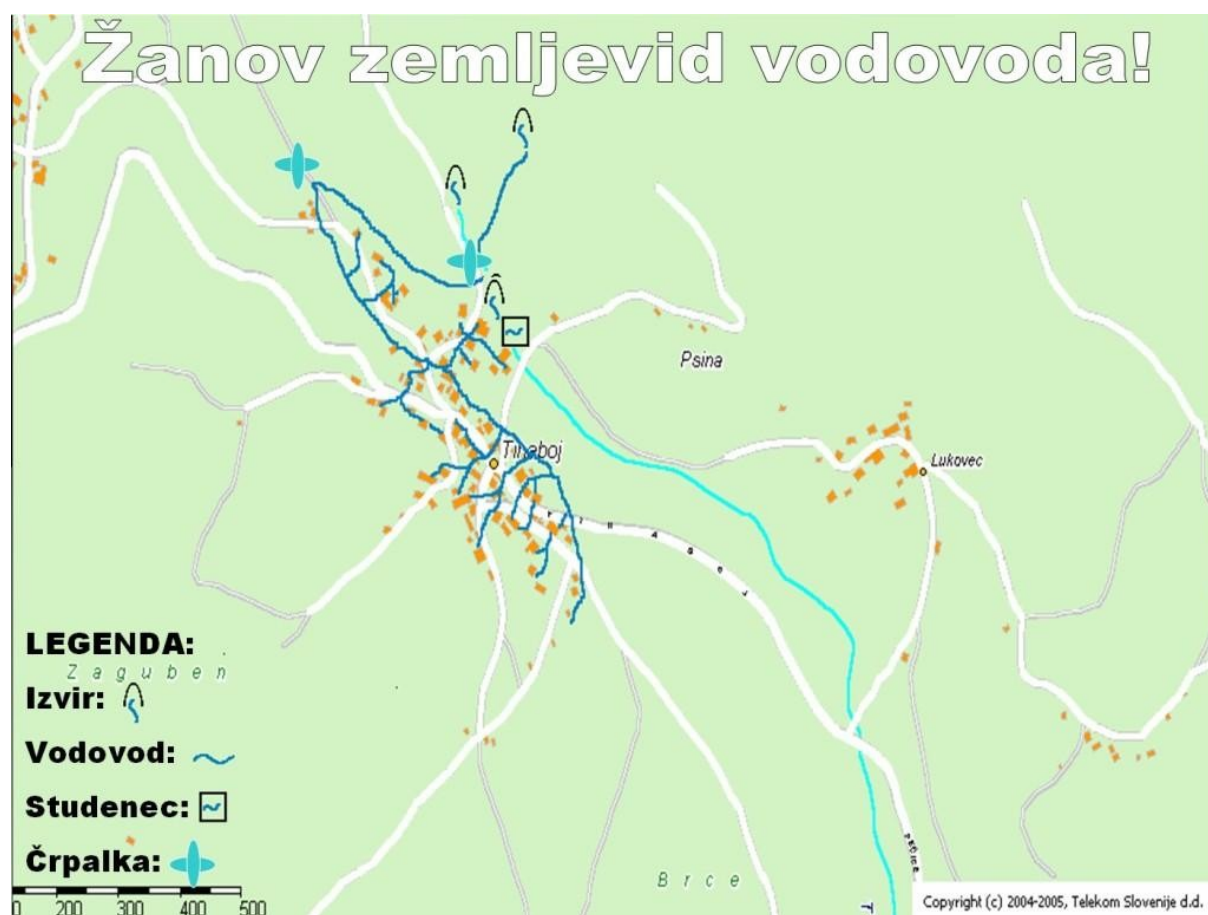 Žanov zemljevid vodovoda!
Psina
Lukovec
LEGENDA:
Zaguben
Izvir:
Vodovod:
Studenec:
Črpalka:
Brce
0 200 300 400 500
Copyright (c) 2004-2005, Telekom Slovenije d.d.